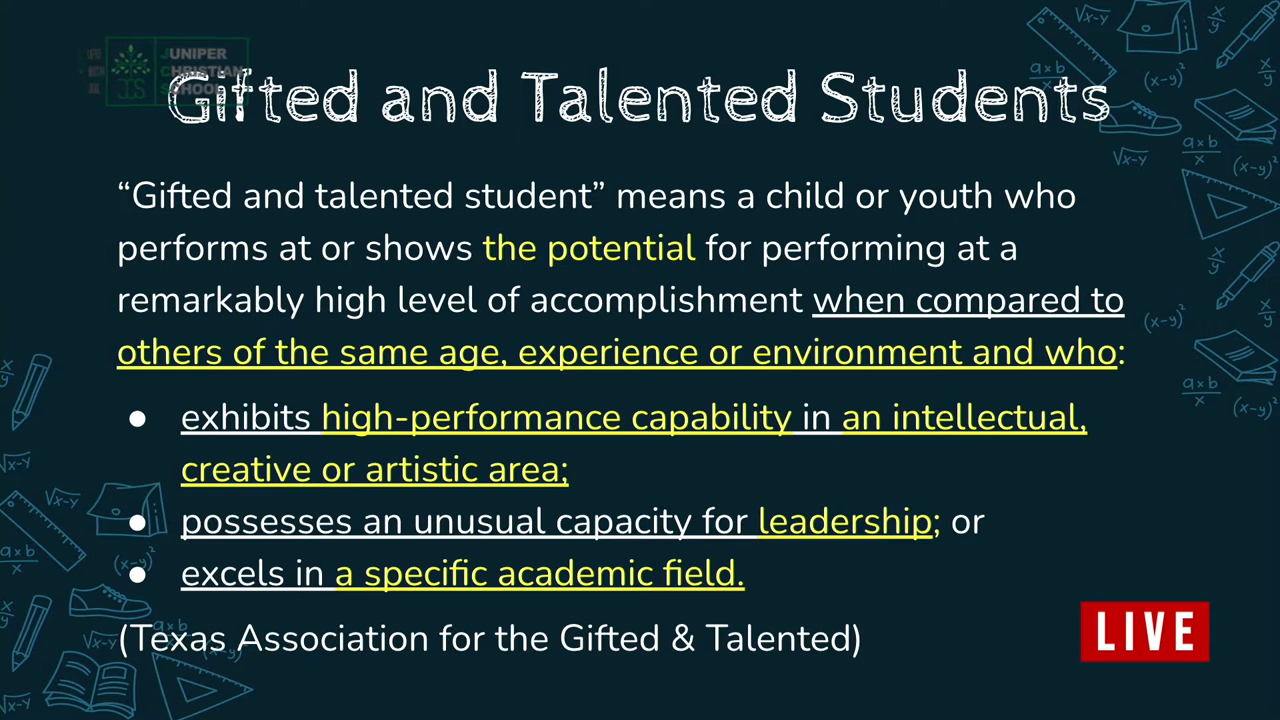 JUNIPER
CHRISTIAN
SCHOOL
Gifted and Talented Students
“Gifted and talented student” means a child or youth who
performs at or shows the potential for performing at a
remarkably high level of accomplishment when compared to
others of the same age, experience or environment and who:
● exhibits high-performance capability in an intellectual,
creative or artistic area;
● possesses an unusual capacity for leadership; or
● excels in a specific academic field.
(Texas Association for the Gifted & Talented)
LIVE